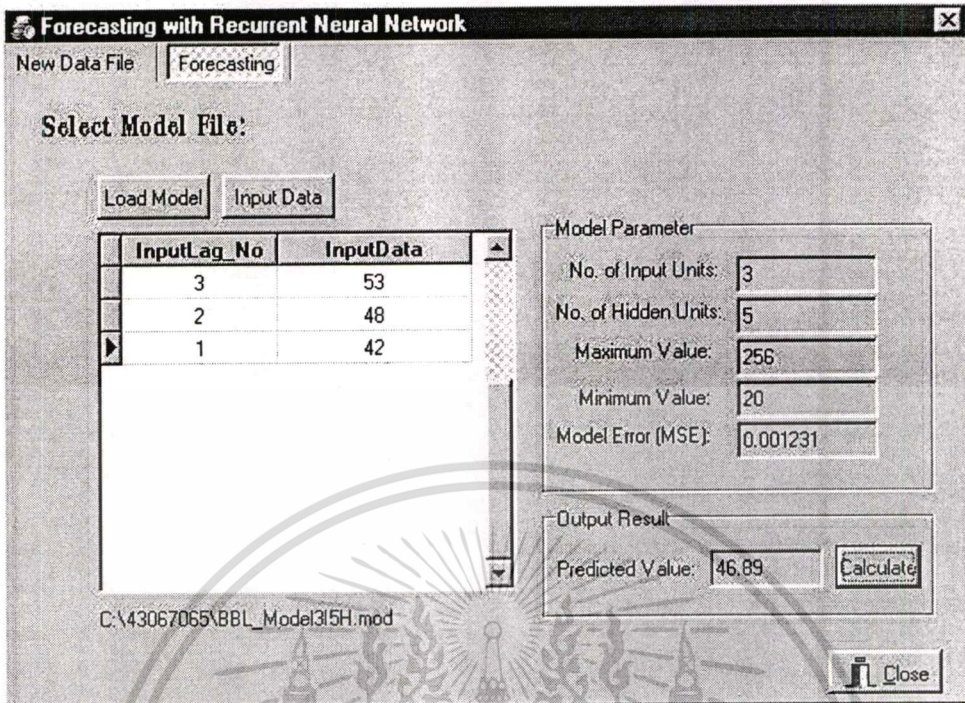 Forecasting with Recurrent Neural Network
New Data File Forecasting
Select Model File:
Load Model Input Data
InputLag_No InputData
3 53
2 48
1 42
C:\43067065\BBL_Model3I5H.mod
Model Parameter
No. of Input Units: 3
No. of Hidden Units: 5
Maximum Value: 256
Minimum Value: 20
Model Error (MSE): 0.001231
Output Result
Predicted Value: 46.89 Calculate
Close